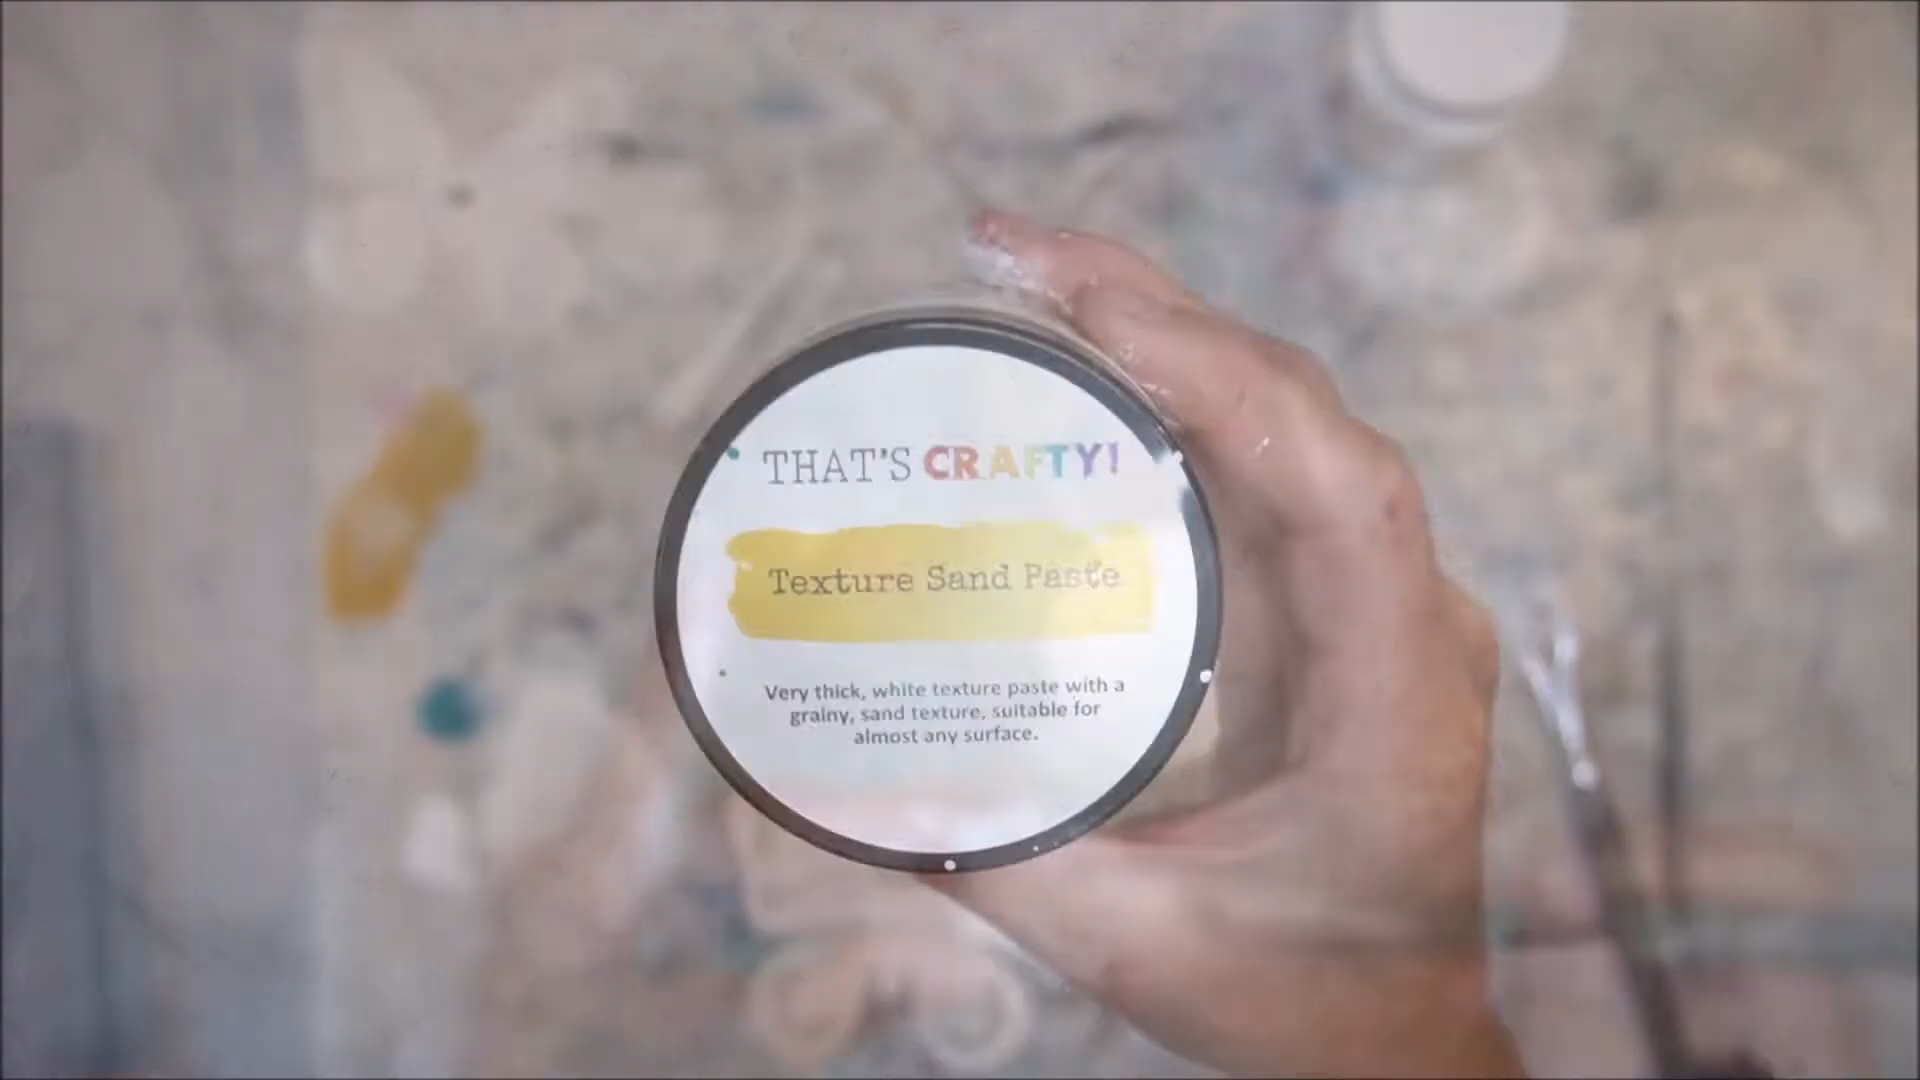 THAT'S CRAFTY!
Texture Sand Paste
Very thick, white texture paste with a
grainy, sand texture, suitable for
almost any surface.